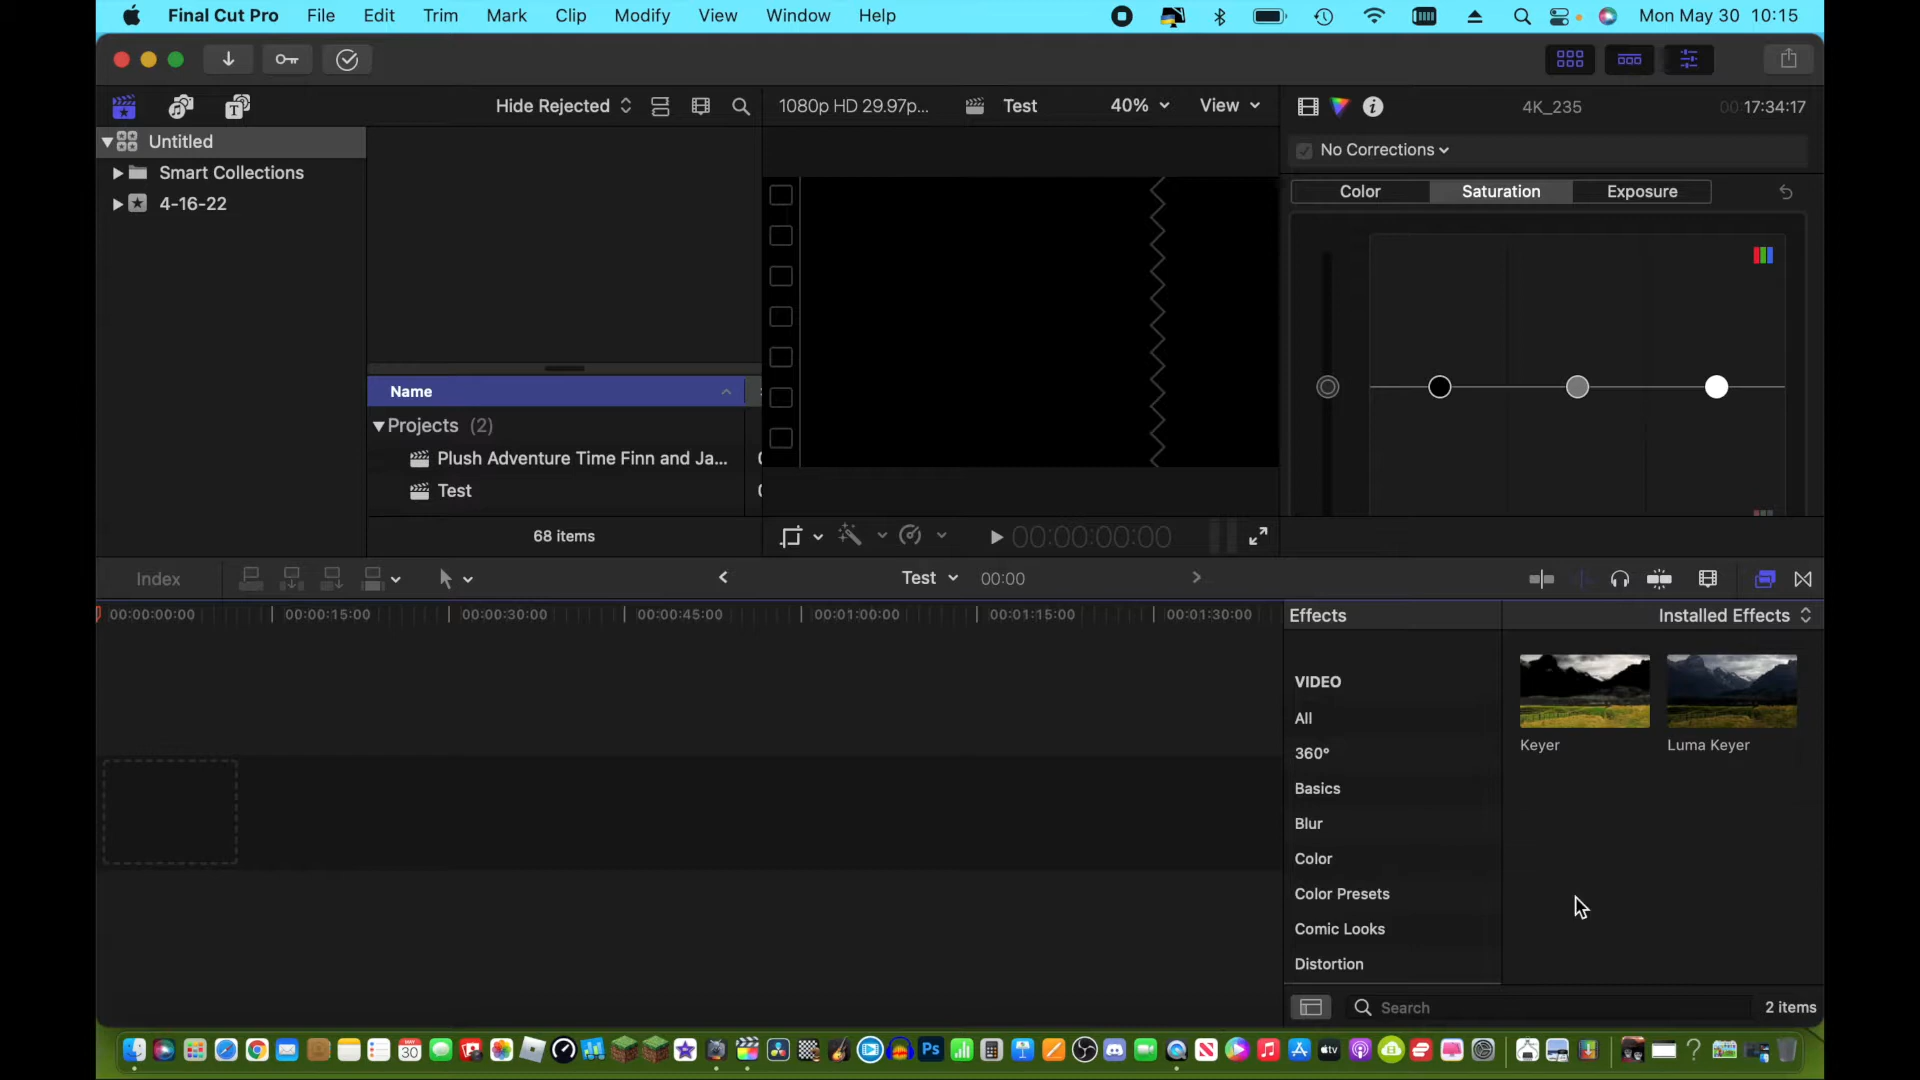 Final Cut Pro File Edit Trim Mark Clip Modify View Window Help Mon May 30 10:15
Hide Rejected 1080p HD 29.97p... Test 40% View 4K_235 00:17:34:17
Untitled
Smart Collections
4-16-22
No Corrections
Color Saturation Exposure
Name
Projects (2)
Plush Adventure Time Finn and Ja...
Test
68 items
00:00:00:00
Index Test 00:00
00:00:00:00 00:00:15:00 00:00:30:00 00:00:45:00 00:01:00:00 00:01:15:00 00:01:30:00
Effects Installed Effects
VIDEO
All
360°
Basics
Blur
Color
Color Presets
Comic Looks
Distortion
Keyer Luma Keyer
Search 2 items
MAY
30
Ps
tv